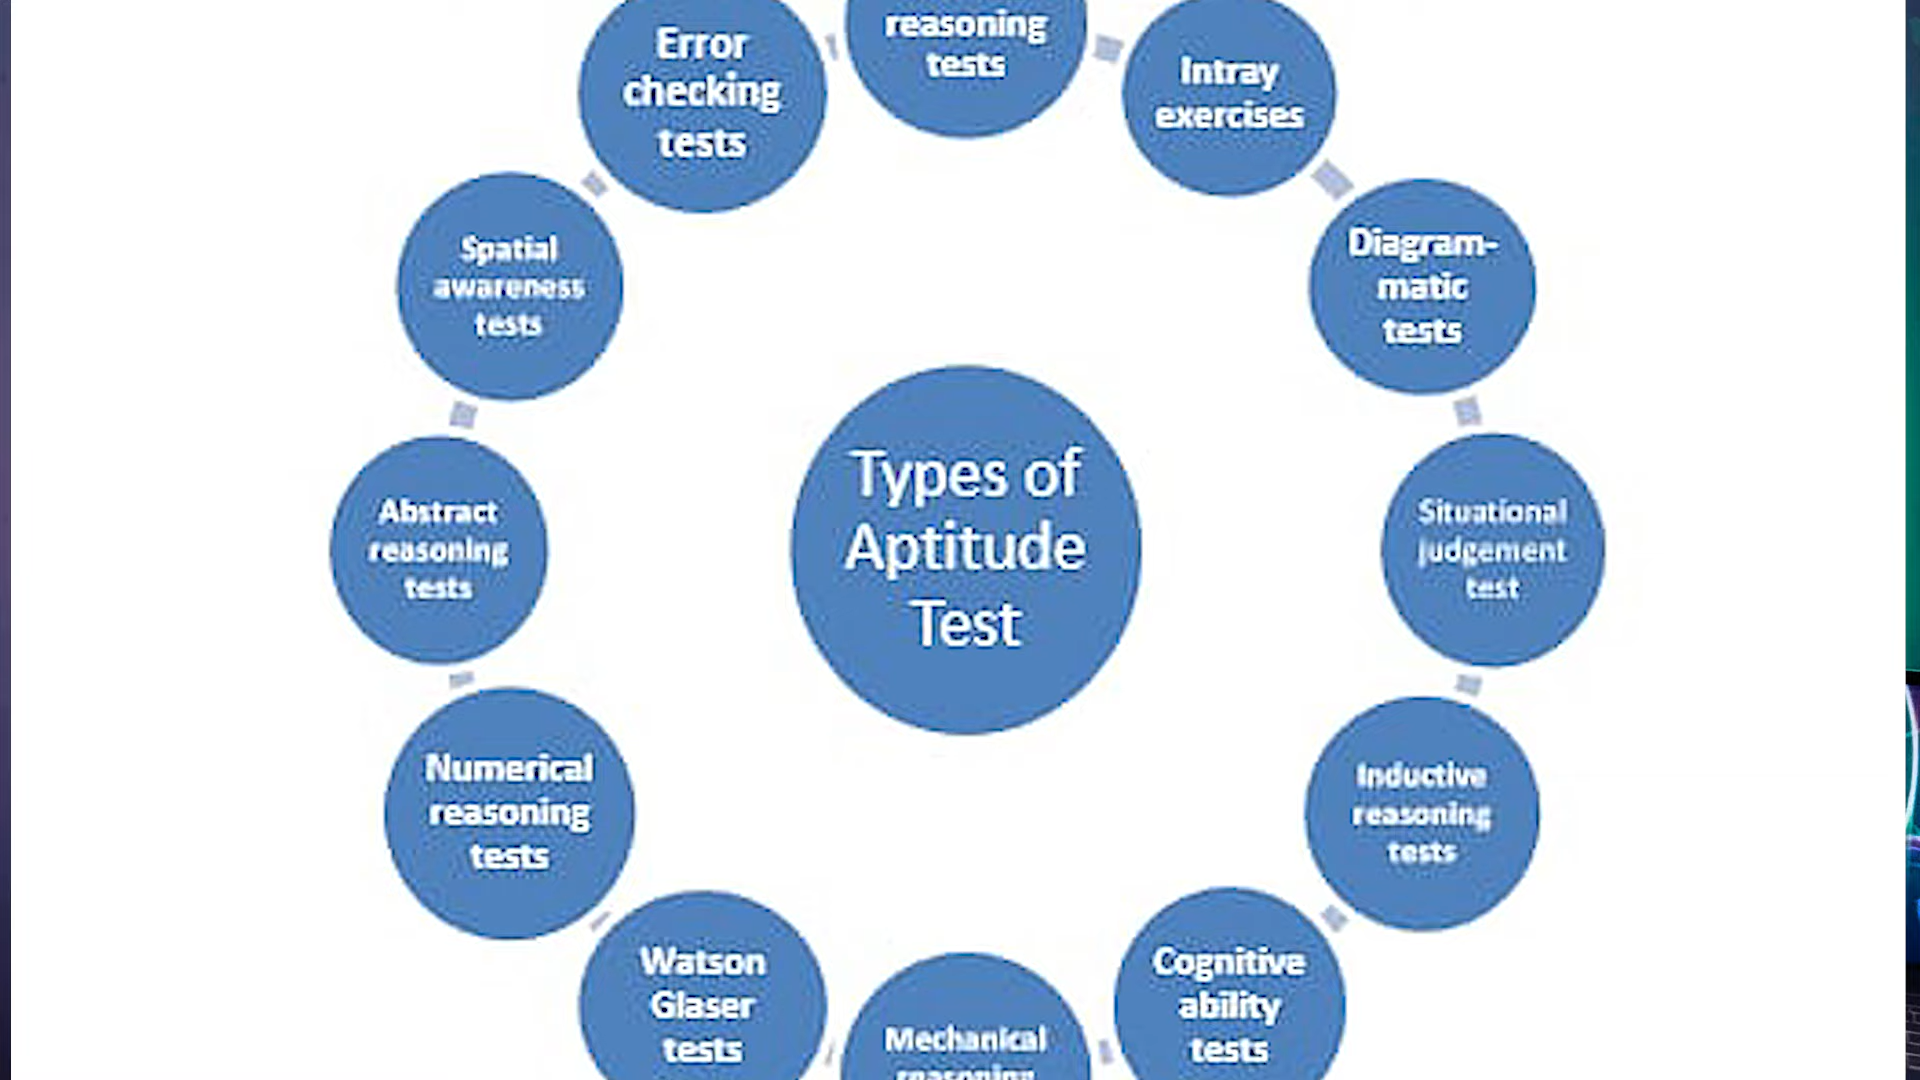 reasoning
tests
Intray
exercises
Diagram-
matic
tests
Situational
judgement
test
Inductive
reasoning
tests
Cognitive
ability
tests
Mechanical
reasoning
Watson
Glaser
tests
Numerical
reasoning
tests
Abstract
reasoning
tests
Spatial
awareness
tests
Error
checking
tests
Types of
Aptitude
Test